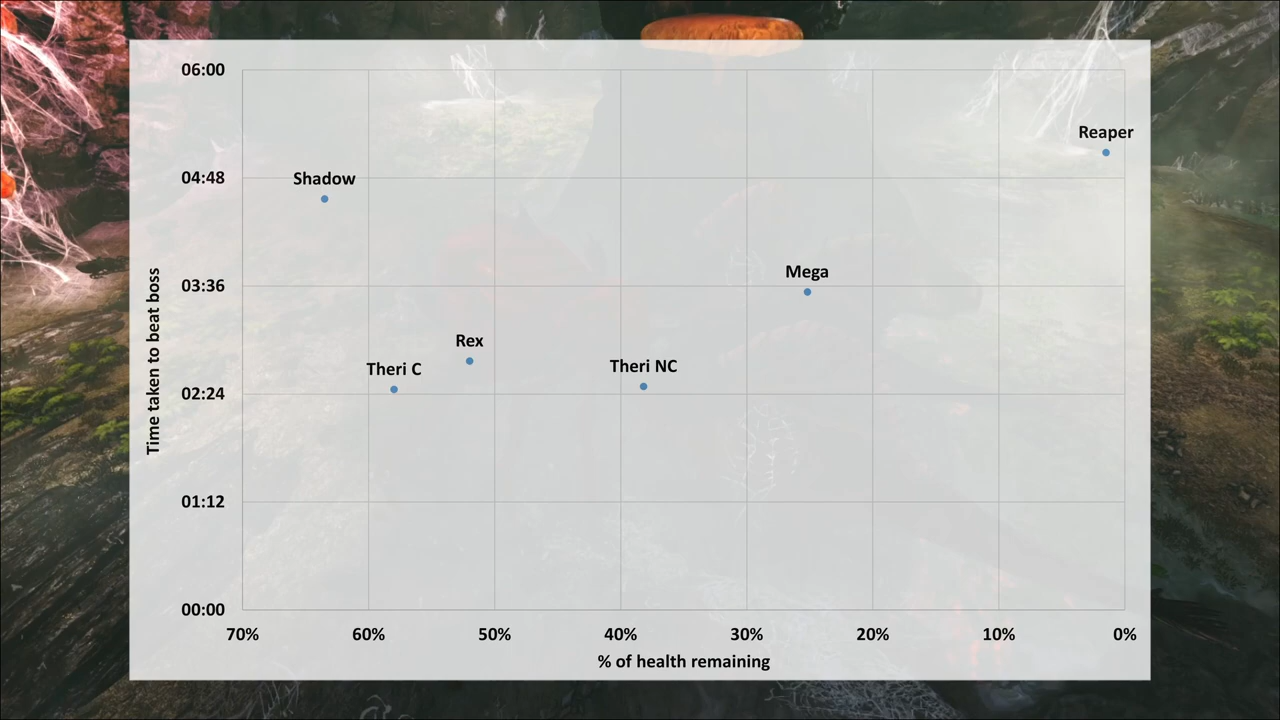 06:00
Reaper
04:48
Shadow
03:36
Mega
Rex
Theri C
Theri NC
02:24
01:12
00:00
Time taken to beat boss
70% 60% 50% 40% 30% 20% 10% 0%
% of health remaining